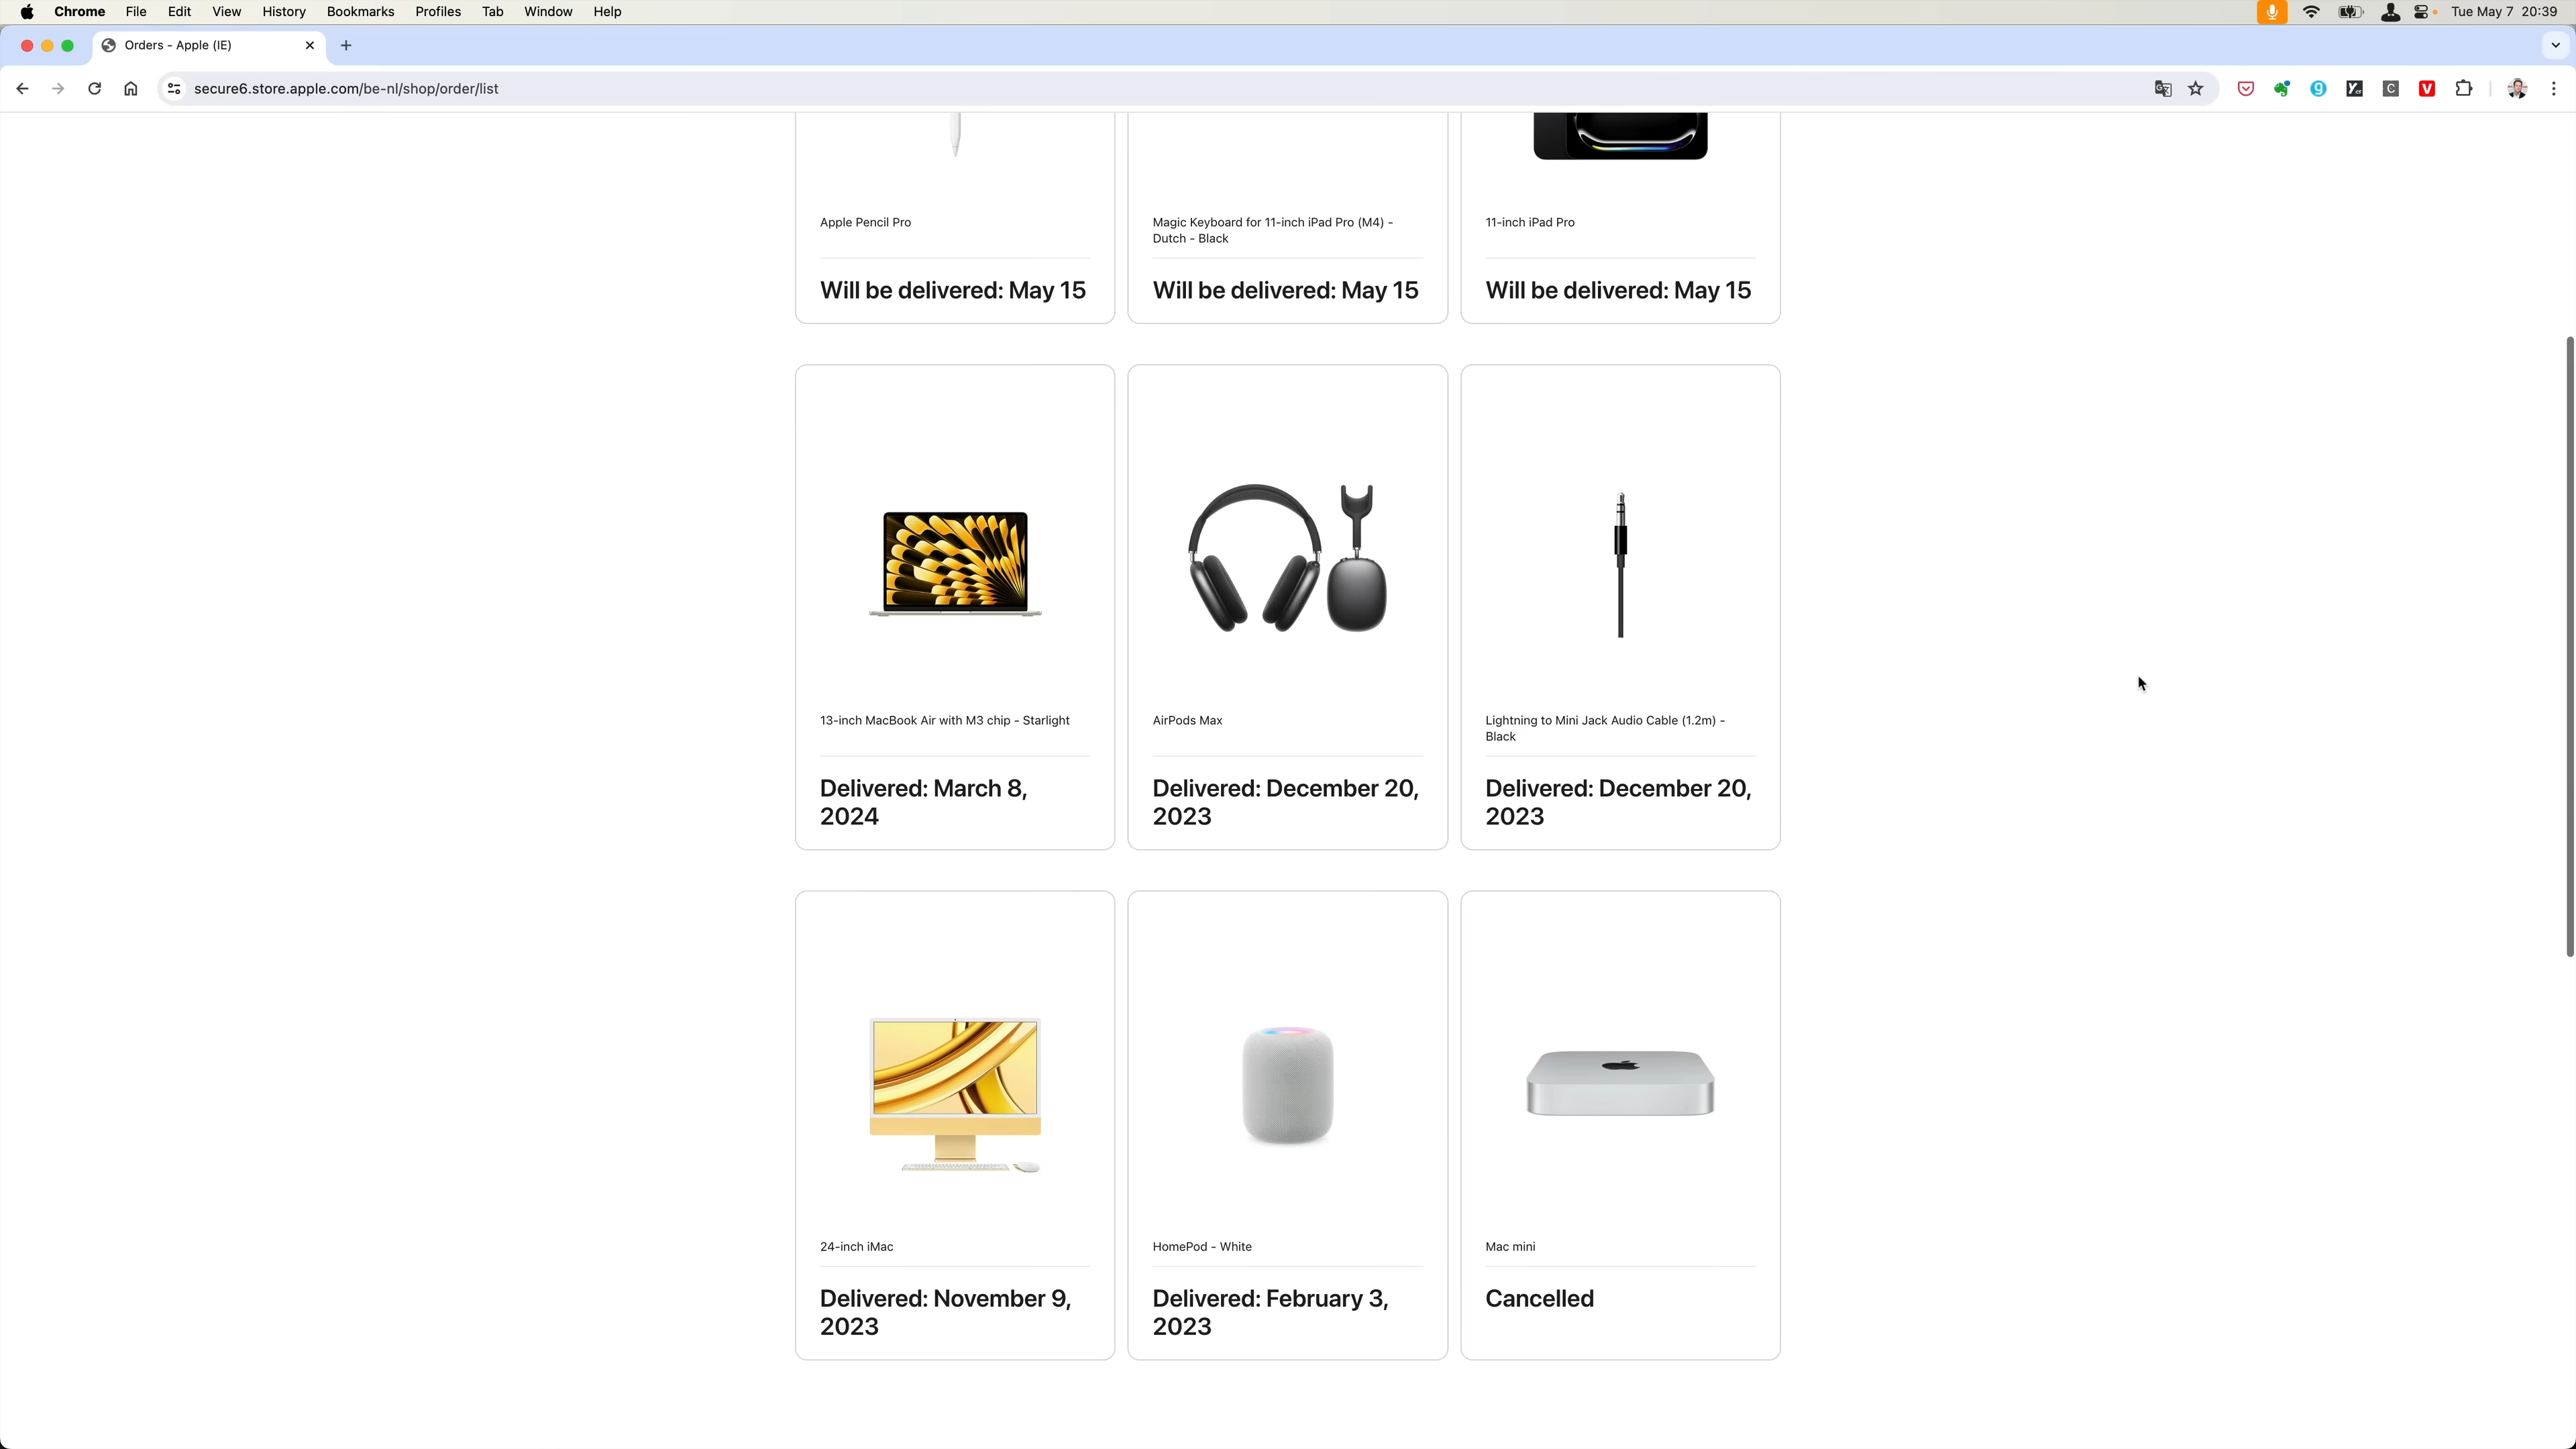 Chrome File Edit View History Bookmarks Profiles Tab Window Help Tue May 7 20:39
Orders - Apple (IE)
secure6.store.apple.com/be-nl/shop/order/list
Apple Pencil Pro
Will be delivered: May 15
Magic Keyboard for 11-inch iPad Pro (M4) -
Dutch - Black
Will be delivered: May 15
11-inch iPad Pro
Will be delivered: May 15
13-inch MacBook Air with M3 chip - Starlight
Delivered: March 8,
2024
AirPods Max
Delivered: December 20,
2023
Lightning to Mini Jack Audio Cable (1.2m) -
Black
Delivered: December 20,
2023
24-inch iMac
Delivered: November 9,
2023
HomePod - White
Delivered: February 3,
2023
Mac mini
Cancelled